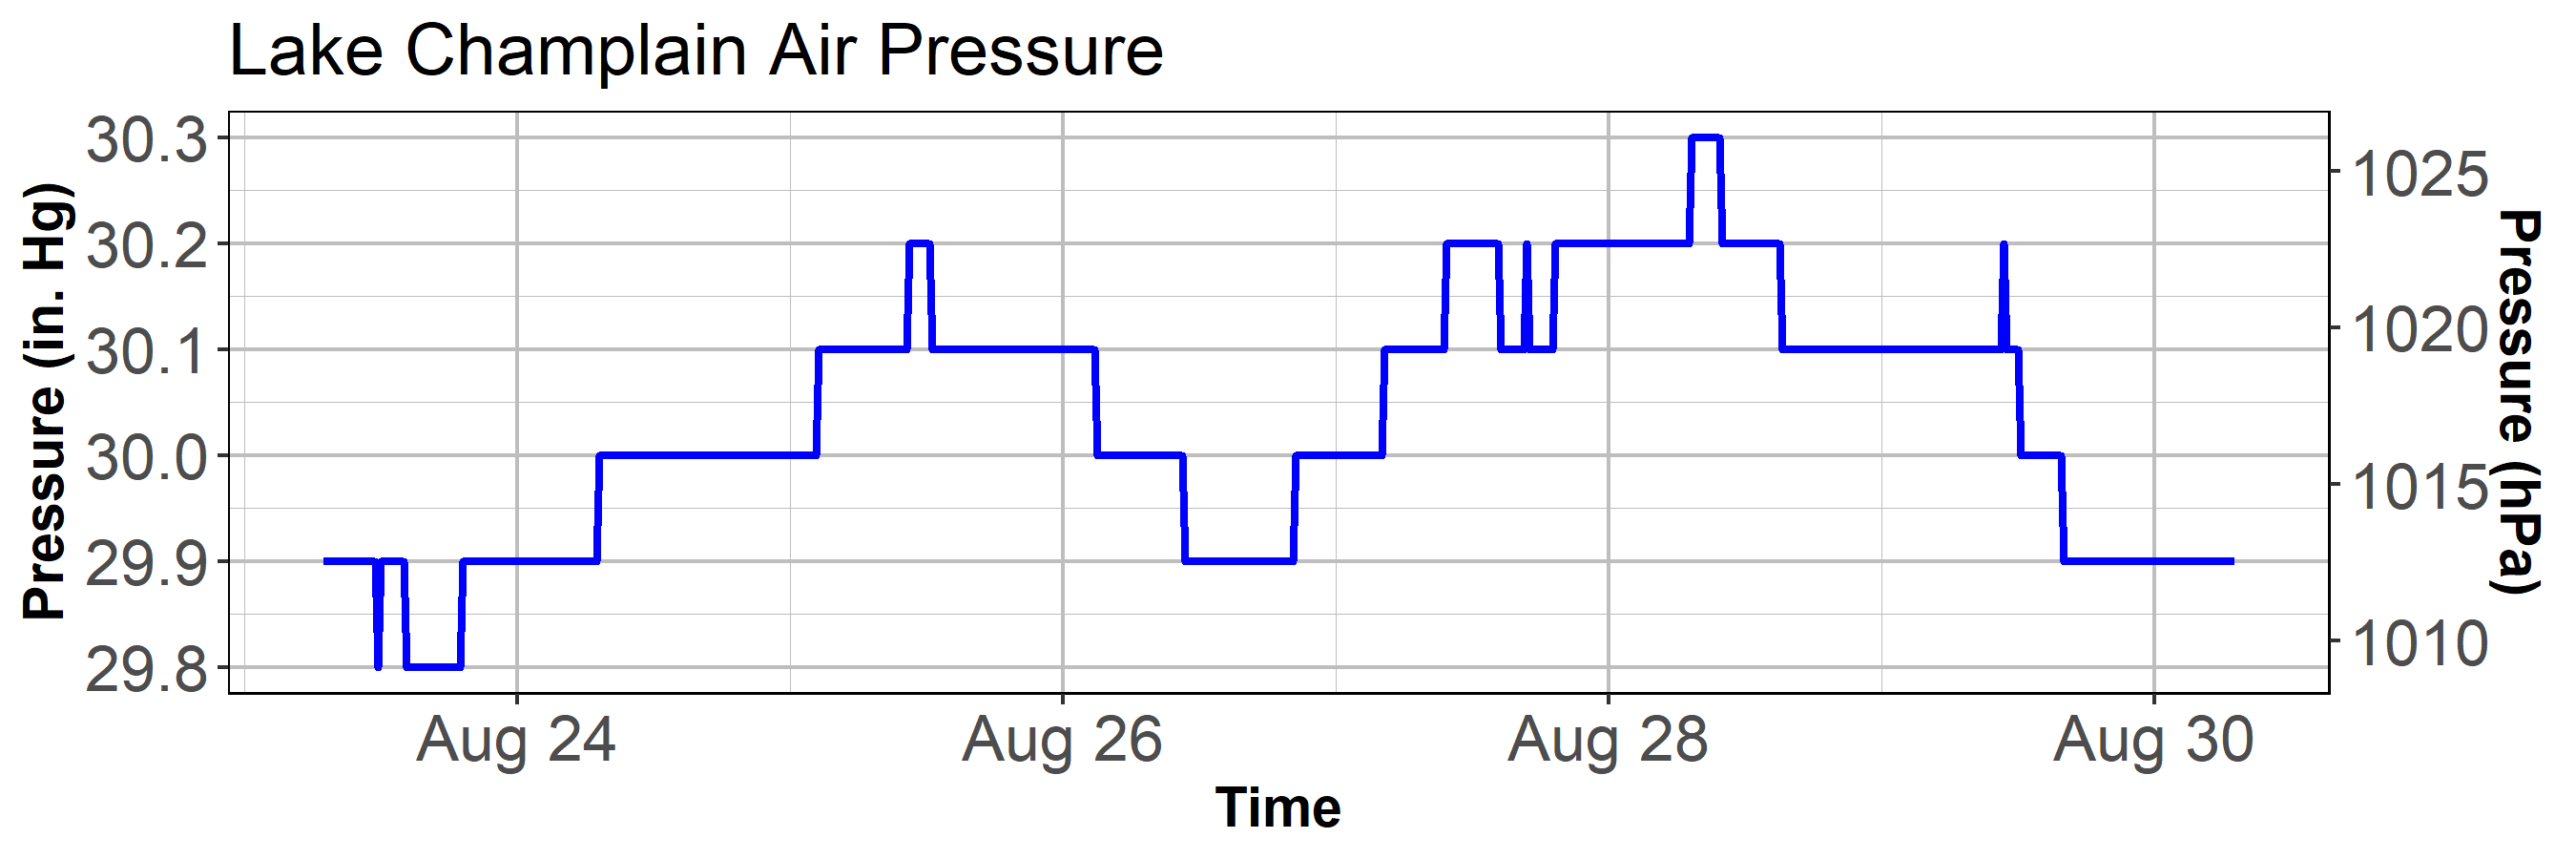 Lake Champlain Air Pressure
Pressure (in. Hg)
30.3
30.2
30.1
30.0
29.9
29.8
1025
1020
1015
1010
Pressure (hPa)
Aug 24 Aug 26 Aug 28 Aug 30
Time